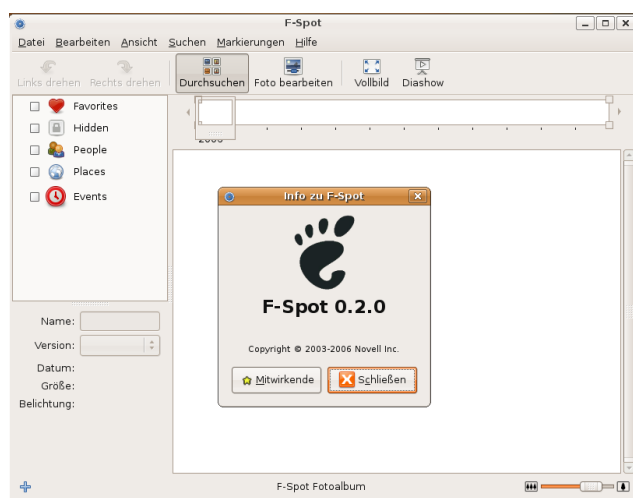 F-Spot
Datei Bearbeiten Ansicht Suchen Markierungen Hilfe
Links drehen Rechts drehen Durchsuchen Foto bearbeiten Vollbild Diashow
Favorites
Hidden
People
Places
Events
Name:
Version:
Datum:
Größe:
Belichtung:
Info zu F-Spot
F-Spot 0.2.0
Copyright © 2003-2006 Novell Inc.
Mitwirkende Schließen
F-Spot Fotoalbum